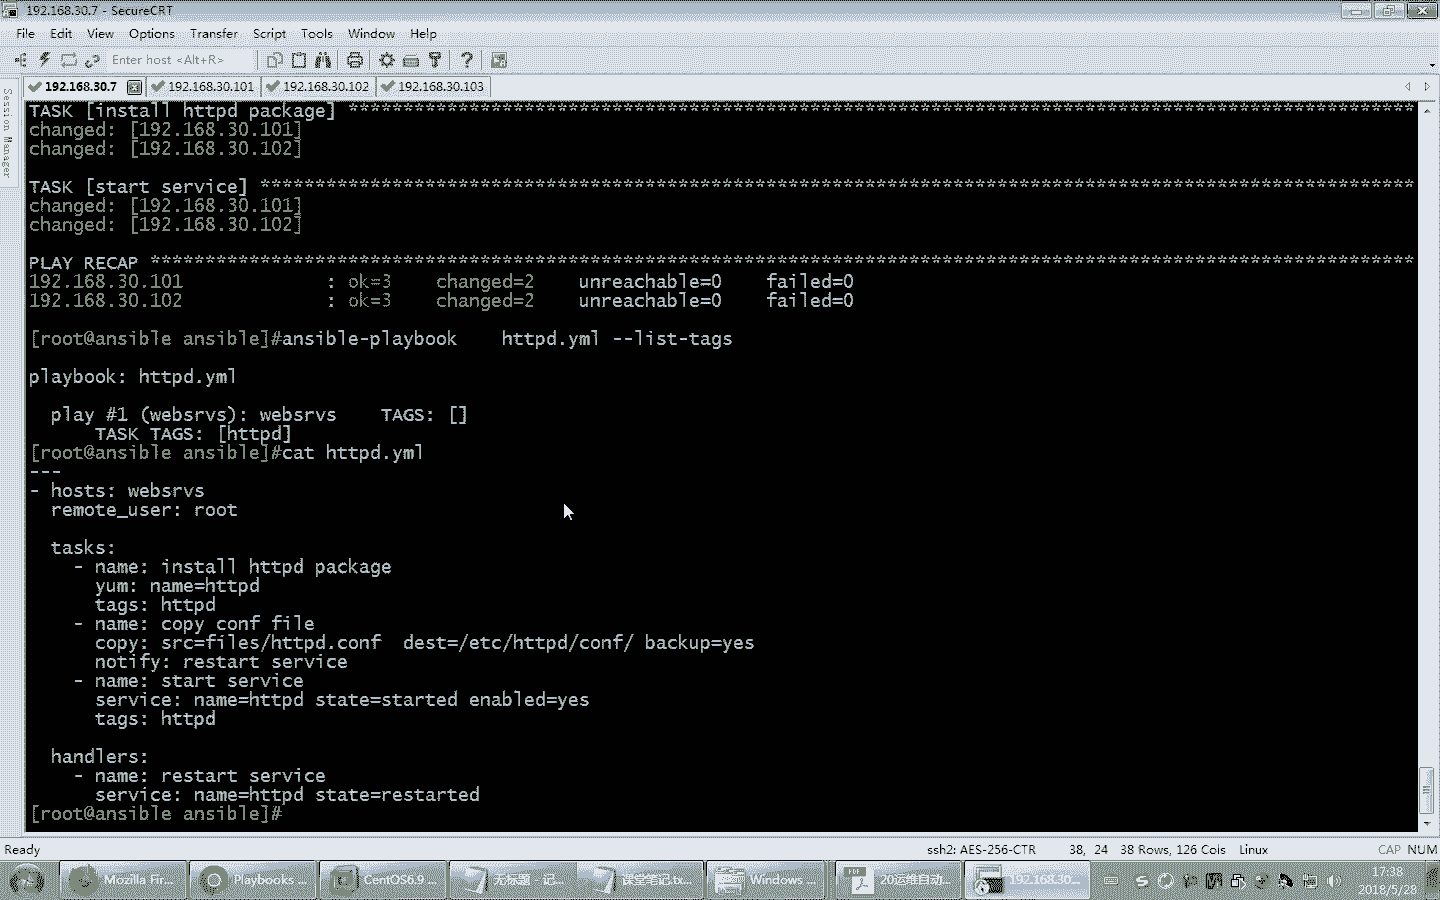 192.168.30.7 - SecureCRT
File Edit View Options Transfer Script Tools Window Help
Enter host <Alt+R>
192.168.30.7 192.168.30.101 192.168.30.102 192.168.30.103
Session Manager
TASK [install httpd package] *************************************************************************************************
changed: [192.168.30.101]
changed: [192.168.30.102]
TASK [start service] *********************************************************************************************************
changed: [192.168.30.101]
changed: [192.168.30.102]
PLAY RECAP *******************************************************************************************************************
192.168.30.101             : ok=3    changed=2    unreachable=0    failed=0
192.168.30.102             : ok=3    changed=2    unreachable=0    failed=0
[root@ansible ansible]#ansible-playbook    httpd.yml --list-tags
playbook: httpd.yml
  play #1 (websrvs): websrvs    TAGS: []
      TASK TAGS: [httpd]
[root@ansible ansible]#cat httpd.yml
---
- hosts: websrvs
  remote_user: root
  tasks:
    - name: install httpd package
      yum: name=httpd
      tags: httpd
    - name: copy conf file
      copy: src=files/httpd.conf  dest=/etc/httpd/conf/ backup=yes
      notify: restart service
    - name: start service
      service: name=httpd state=started enabled=yes
      tags: httpd
  handlers:
    - name: restart service
      service: name=httpd state=restarted
[root@ansible ansible]#
Ready ssh2: AES-256-CTR 38, 24 38 Rows, 126 Cols Linux CAP NUM
Mozilla Fir... Playbooks ... CentOS6.9 ... 无标题 - 记... 课堂笔记.tx... Windows ... 20运维自动... 192.168.30... 17:38
2018/5/28